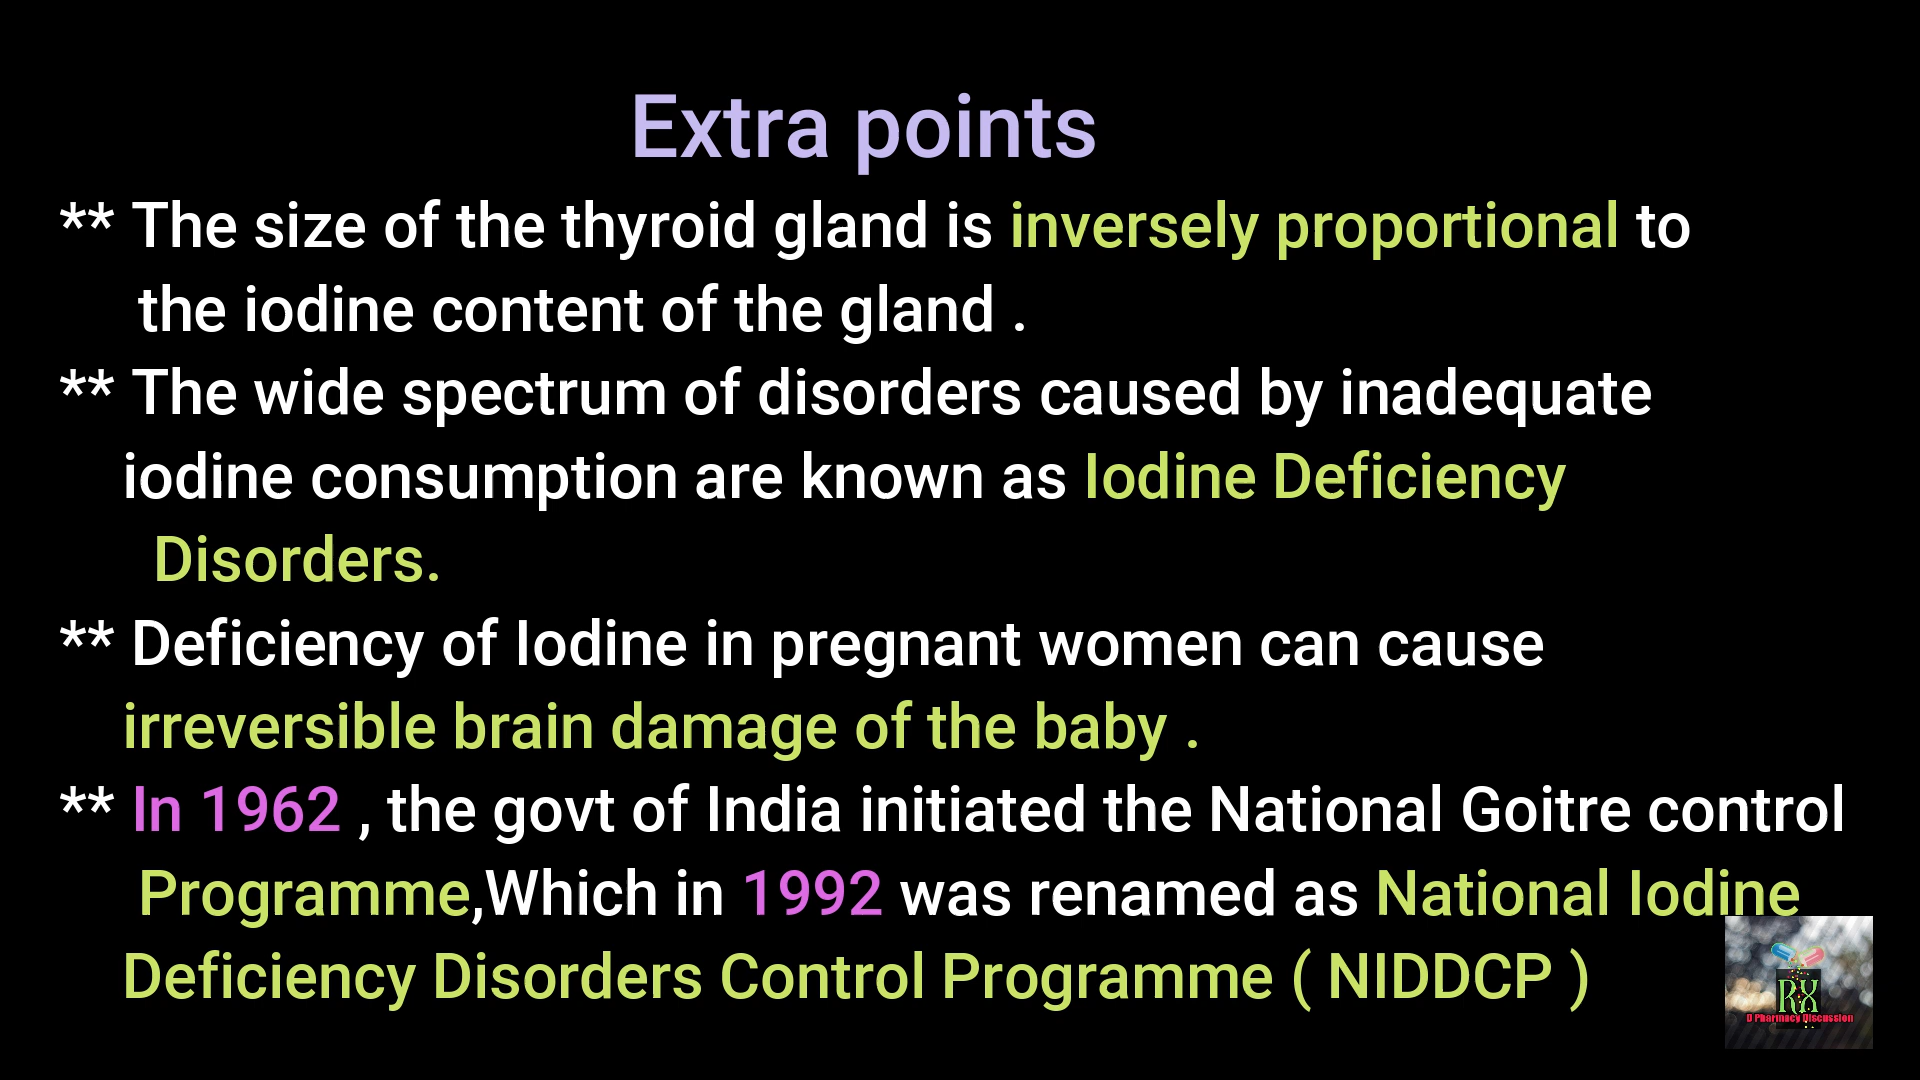 Extra points
** The size of the thyroid gland is inversely proportional to
the iodine content of the gland .
** The wide spectrum of disorders caused by inadequate
iodine consumption are known as Iodine Deficiency
Disorders.
** Deficiency of Iodine in pregnant women can cause
irreversible brain damage of the baby .
** In 1962 , the govt of India initiated the National Goitre control
Programme,Which in 1992 was renamed as National Iodine
Deficiency Disorders Control Programme ( NIDDCP )
RX
D Pharmacy Discussion